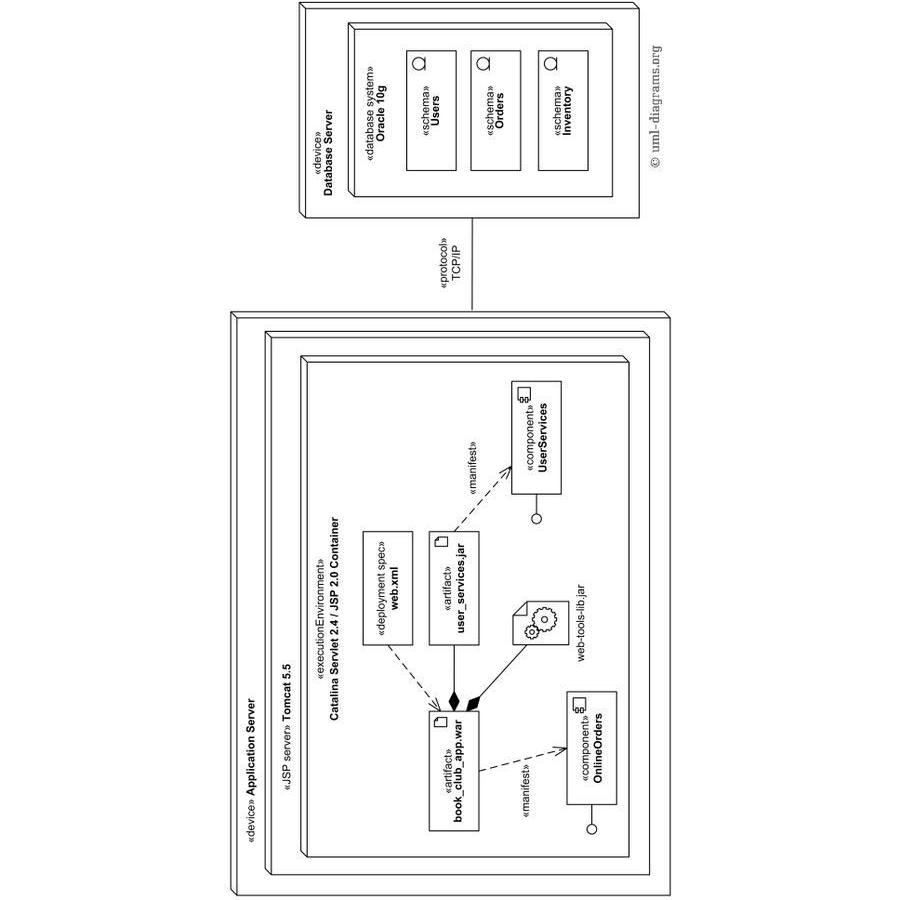 «device» Application Server
«JSP server» Tomcat 5.5
«executionEnvironment»
Catalina Servlet 2.4 / JSP 2.0 Container
«deployment spec»
web.xml
«artifact»
book_club_app.war
«artifact»
user_services.jar
«manifest»
«component»
UserServices
web-tools-lib.jar
«manifest»
«component»
OnlineOrders
«protocol»
TCP/IP
«device»
Database Server
«database system»
Oracle 10g
«schema»
Users
«schema»
Orders
«schema»
Inventory
© uml-diagrams.org